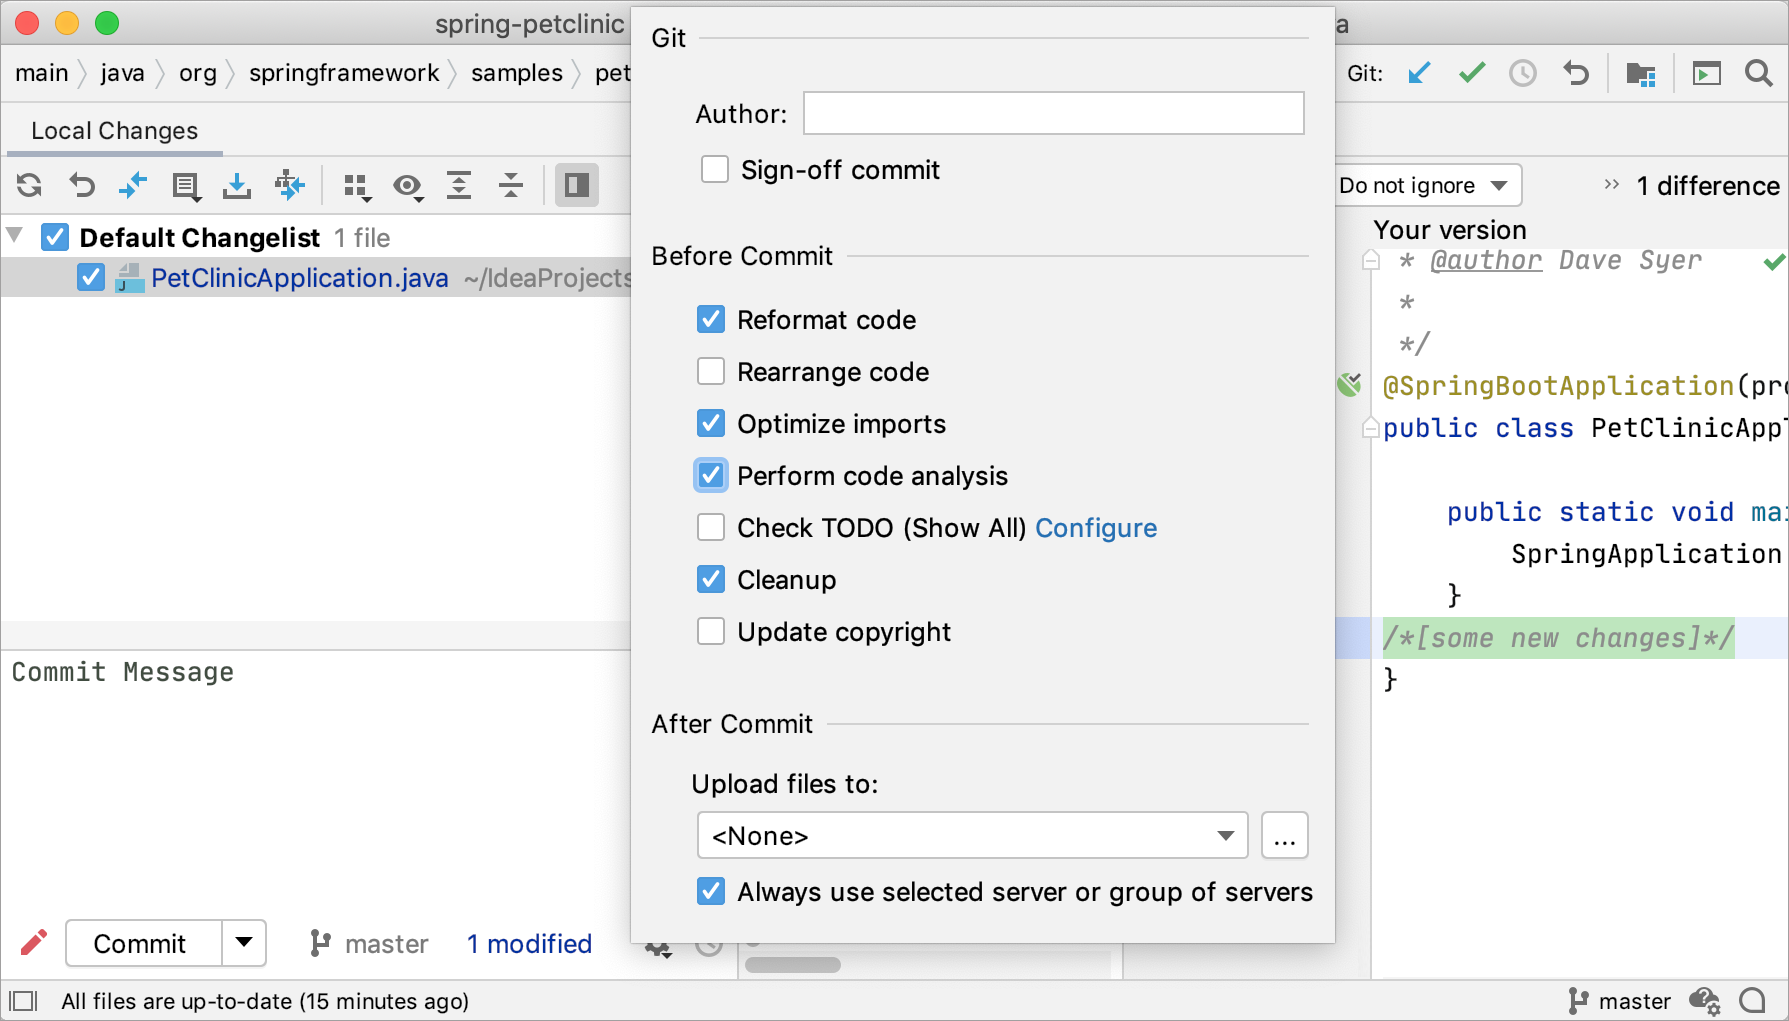 spring-petclinic
main java org springframework samples pet
Git:
Local Changes
Default Changelist 1 file
PetClinicApplication.java ~/IdeaProjects
Commit Message
Commit
master
1 modified
All files are up-to-date (15 minutes ago)
Git
Author:
Sign-off commit
Before Commit
Reformat code
Rearrange code
Optimize imports
Perform code analysis
Check TODO (Show All) Configure
Cleanup
Update copyright
After Commit
Upload files to:
<None>
...
Always use selected server or group of servers
Do not ignore
1 difference
Your version
* @author Dave Syer
*
*/
@SpringBootApplication(pro
public class PetClinicAppl
public static void mai
SpringApplication
}
/*[some new changes]*/
}
master